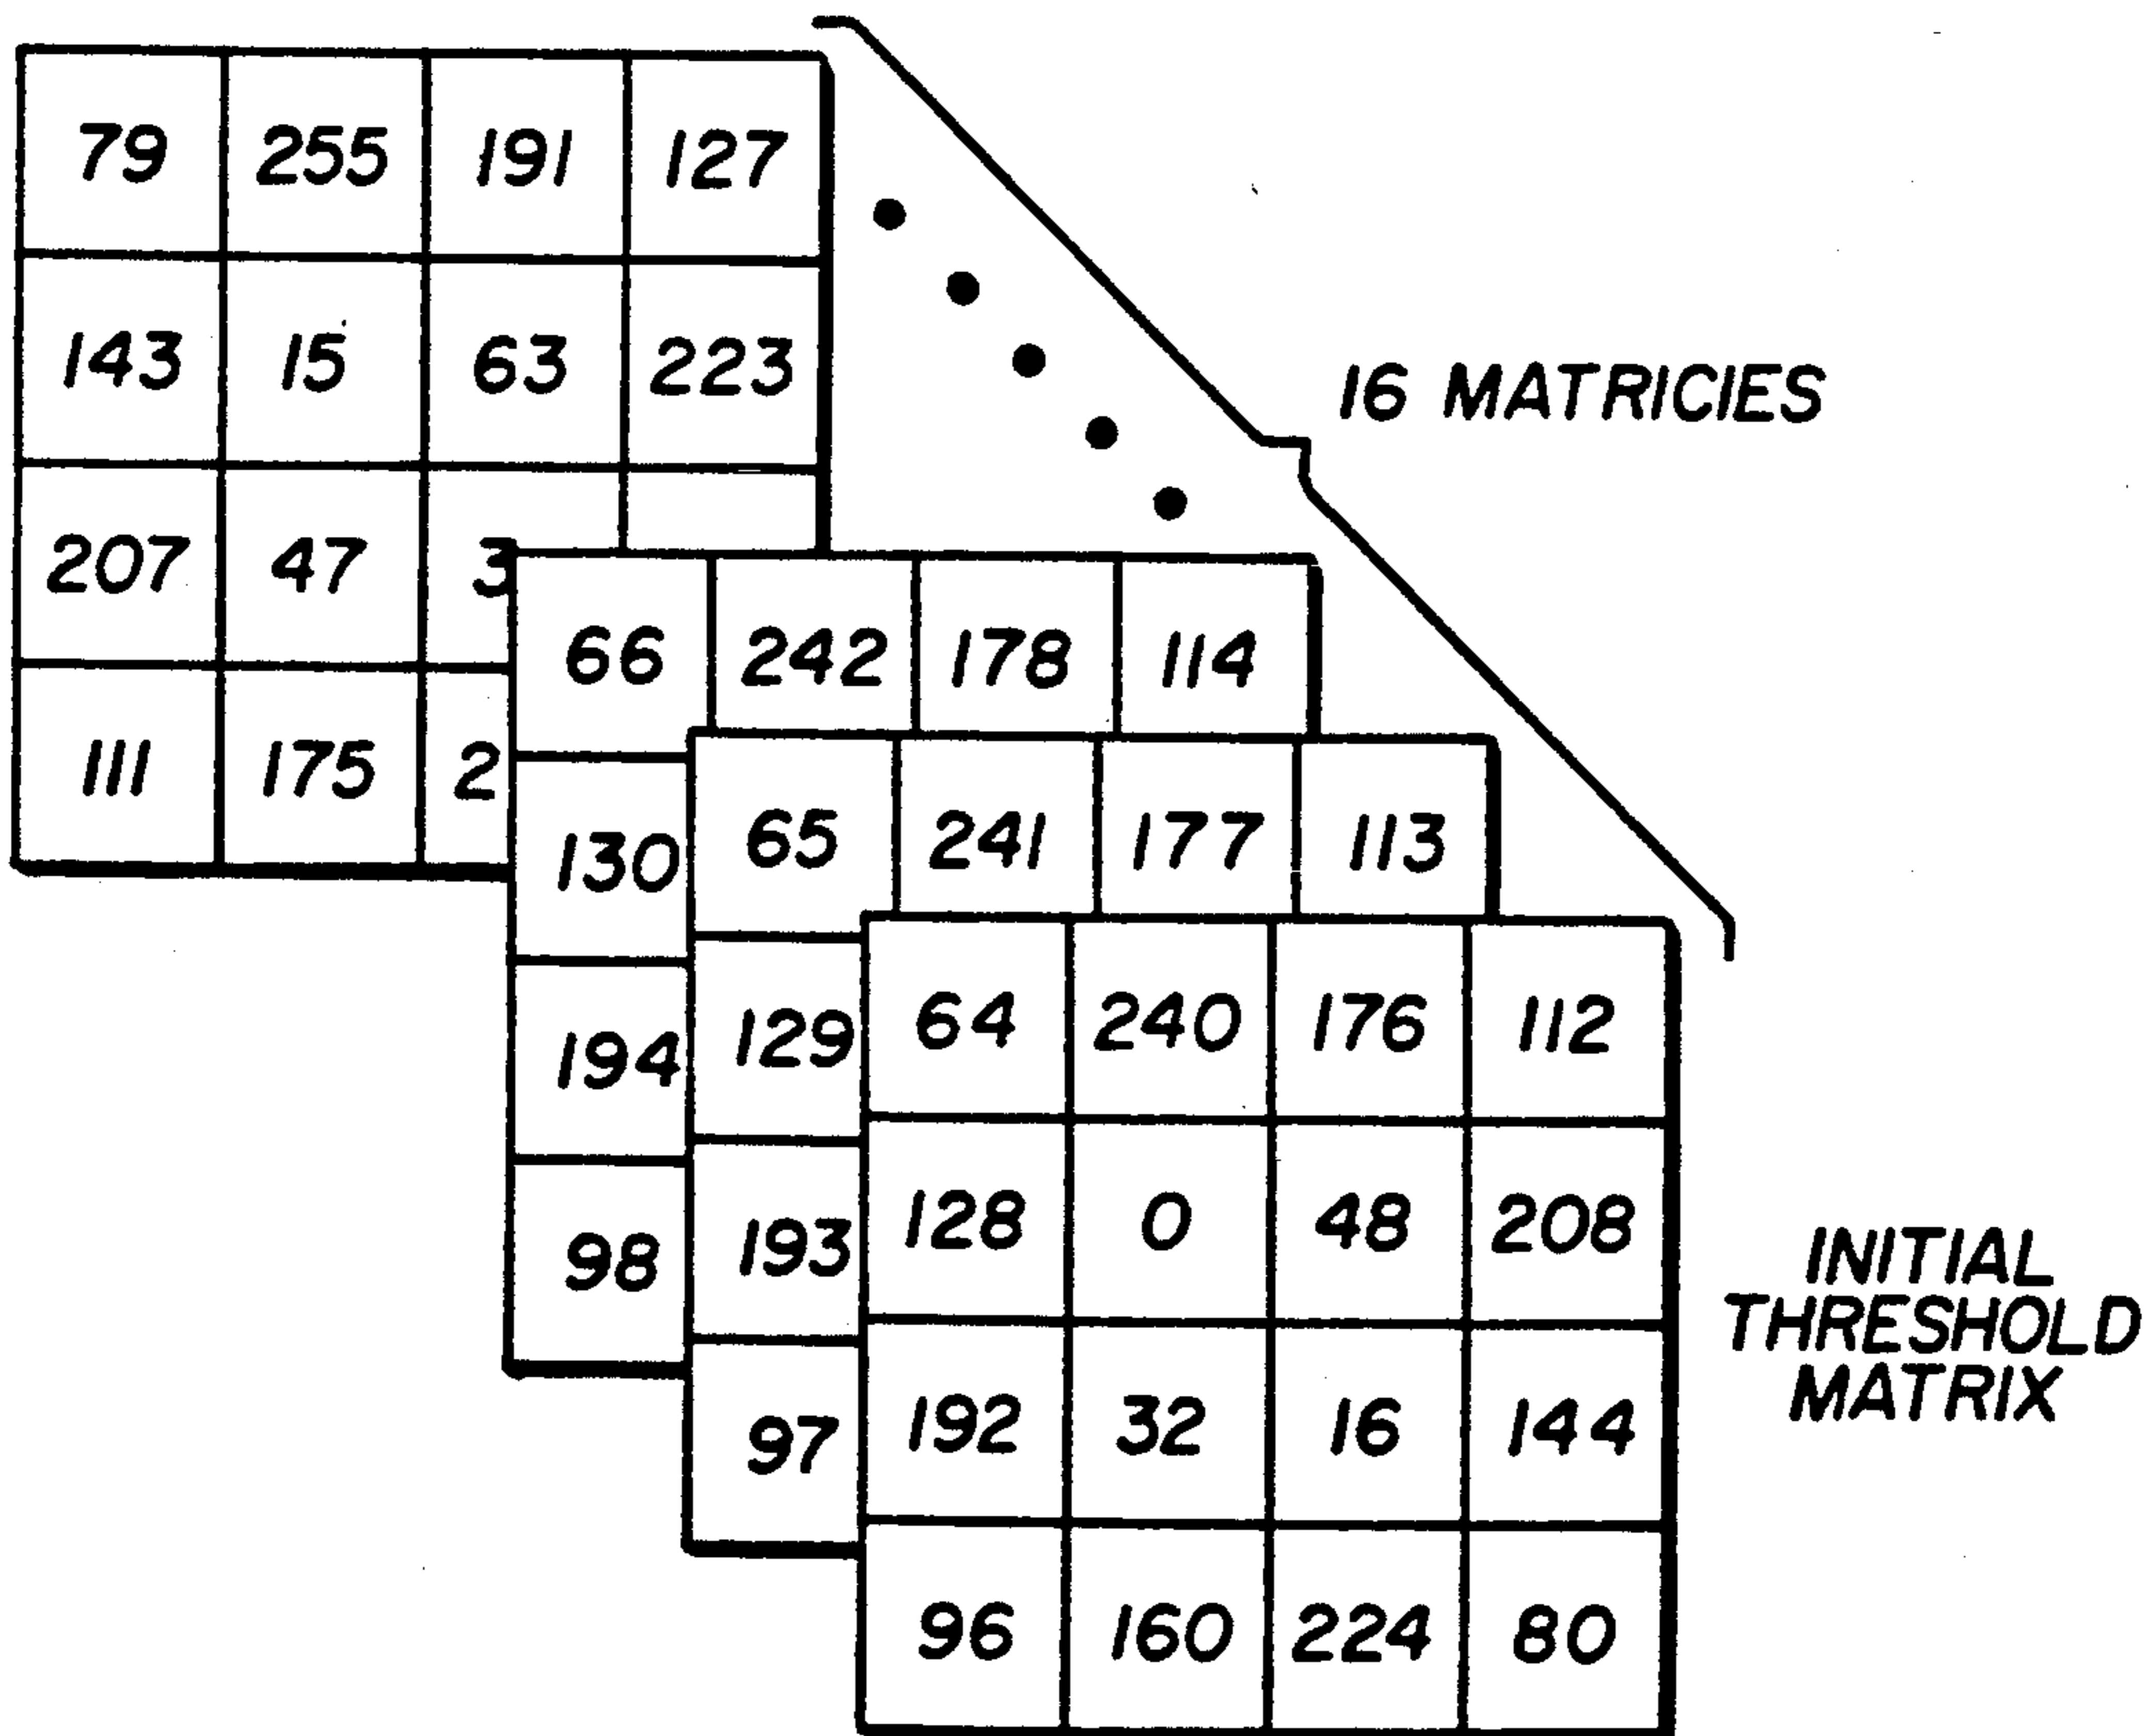 79 255 191 127
143 15 63 223
16 MATRICIES
207 47 3
66 242 178 114
111 175 2
130 65 241 177 113
194 129 64 240 176 112
98 193 128 0 48 208
INITIAL
THRESHOLD
MATRIX
97 192 32 16 144
96 160 224 80